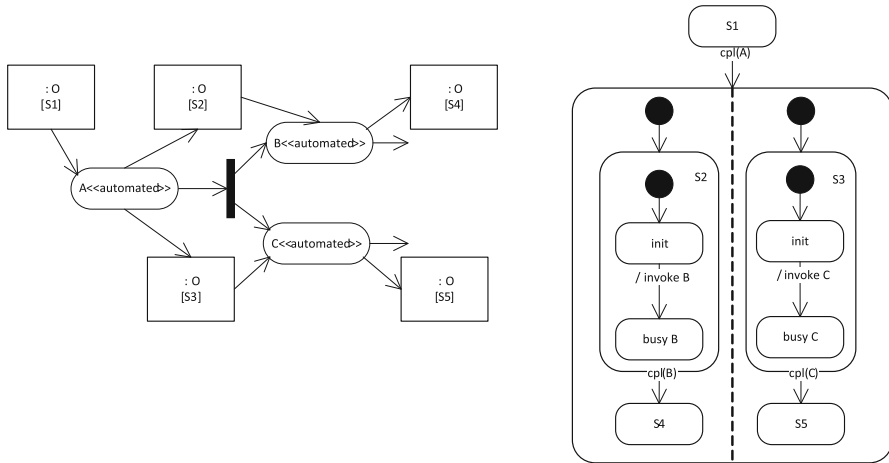 : O
[S1]
: O
[S2]
: O
[S4]
A<<automated>>
B<<automated>>
C<<automated>>
: O
[S3]
: O
[S5]
S1
cpl(A)
S2
init
/ invoke B
busy B
cpl(B)
S4
S3
init
/ invoke C
busy C
cpl(C)
S5